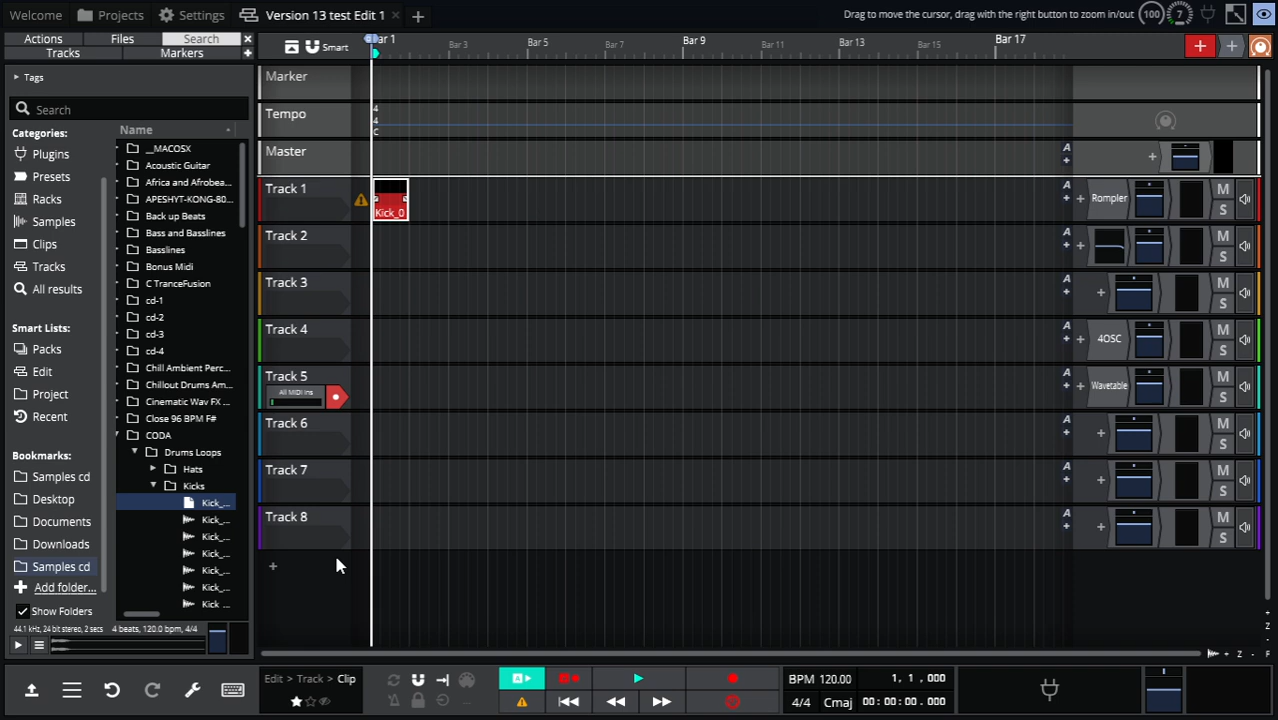 Welcome Projects Settings Version 13 test Edit 1 Drag to move the cursor, drag with the right button to zoom in/out 100 7
Actions Files Search
Tracks Markers
Smart
Bar 1 Bar 3 Bar 5 Bar 7 Bar 9 Bar 11 Bar 13 Bar 15 Bar 17
Tags
Search
Categories:
Plugins
Presets
Racks
Samples
Clips
Tracks
All results
Smart Lists:
Packs
Edit
Project
Recent
Bookmarks:
Samples cd
Desktop
Documents
Downloads
Samples cd
Add folder...
Show Folders
44.1 kHz, 24 bit stereo, 2 secs 4 beats, 120.0 bpm, 4/4
Name
__MACOSX
Acoustic Guitar
Africa and Afrobea...
APESHYT-KONG-80...
Back up Beats
Bass and Basslines
Basslines
Bonus Midi
C TranceFusion
cd-1
cd-2
cd-3
cd-4
Chill Ambient Perc...
Chillout Drums Am...
Cinematic Wav FX ...
Close 96 BPM F#
CODA
Drums Loops
Hats
Kicks
Kick_...
Kick_...
Kick_...
Kick_...
Kick_...
Kick_...
Kick ...
Marker
Tempo
4
4
C
Master A
Track 1 Kick_0 A Rompler M S
Track 2 A M S
Track 3 A M S
Track 4 A 4OSC M S
Track 5 All MIDI Ins A Wavetable M S
Track 6 A M S
Track 7 A M S
Track 8 A M S
Z
Z F
Edit > Track > Clip
A
BPM 120.00 1, 1 , 000
4/4 Cmaj 00: 00: 00 . 000